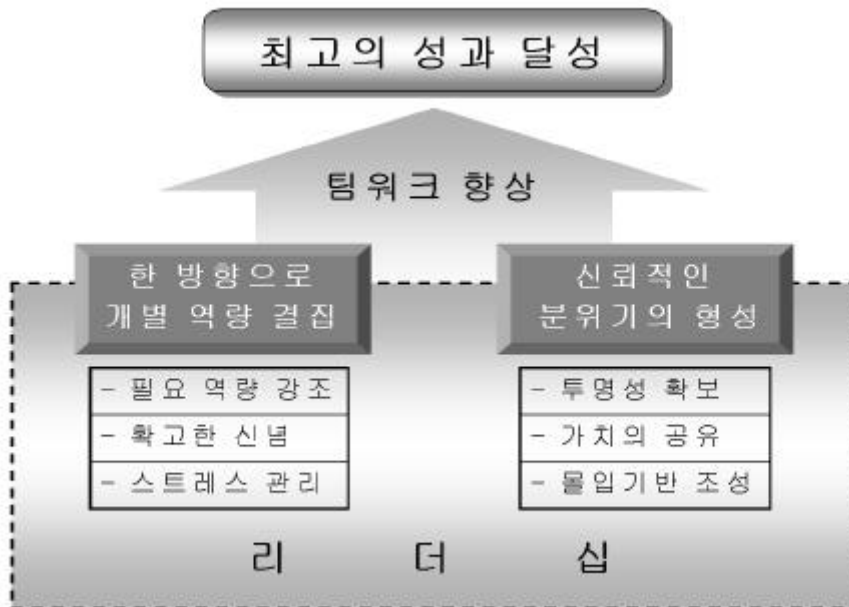 최고의 성과 달성
팀워크 향상
한 방향으로
개별 역량 결집
신뢰적인
분위기의 형성
- 필요 역량 강조
- 확고한 신념
- 스트레스 관리
- 투명성 확보
- 가치의 공유
- 몰입기반 조성
리 더 십